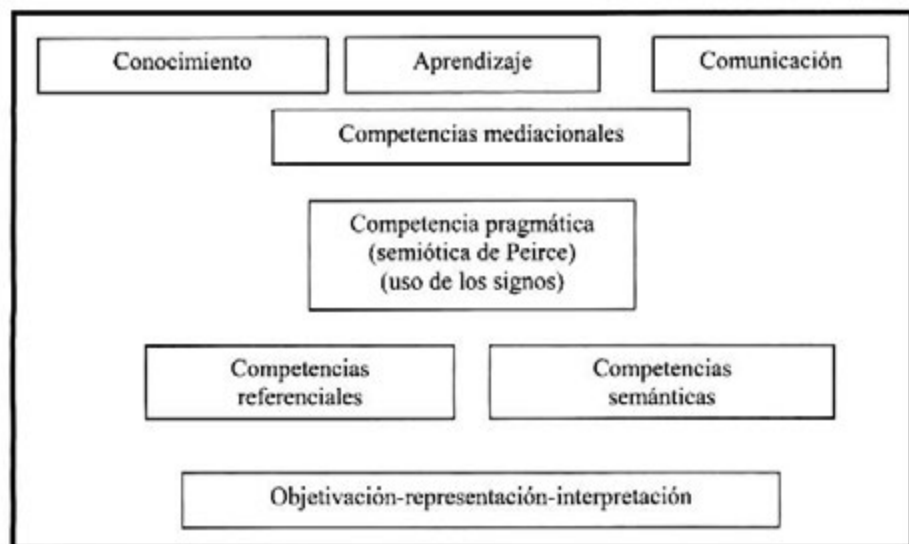 Conocimiento
Aprendizaje
Comunicación
Competencias mediacionales
Competencia pragmática
(semiótica de Peirce)
(uso de los signos)
Competencias
referenciales
Competencias
semánticas
Objetivación-representación-interpretación